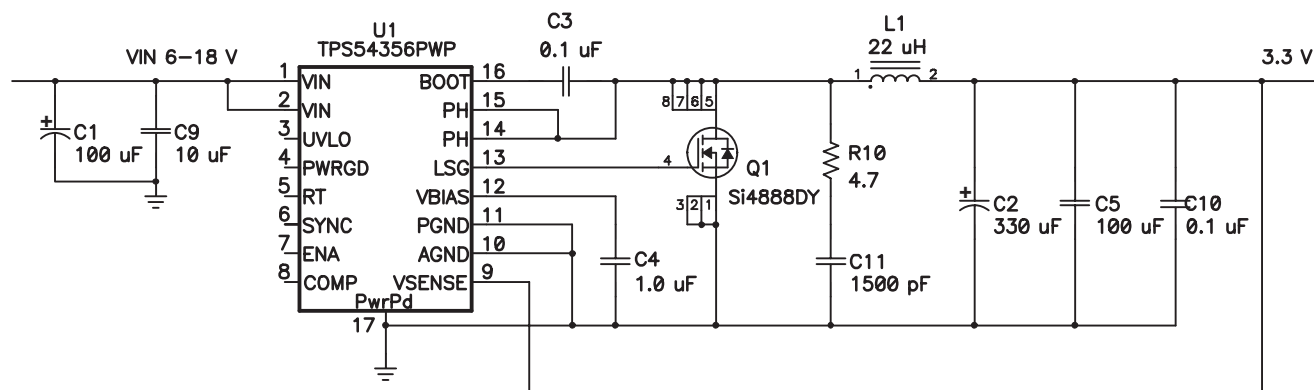 U1
TPS54356PWP
VIN 6-18 V
1 VIN
2 VIN
3 UVLO
4 PWRGD
5 RT
6 SYNC
7 ENA
8 COMP
BOOT 16
PH 15
PH 14
LSG 13
VBIAS 12
PGND 11
AGND 10
VSENSE 9
PwrPd
17
+
C1
100 uF
C9
10 uF
C3
0.1 uF
8 7 6 5
4
3 2 1
Q1
Si4888DY
C4
1.0 uF
R10
4.7
C11
1500 pF
L1
22 uH
1 2
3.3 V
+
C2
330 uF
C5
100 uF
C10
0.1 uF